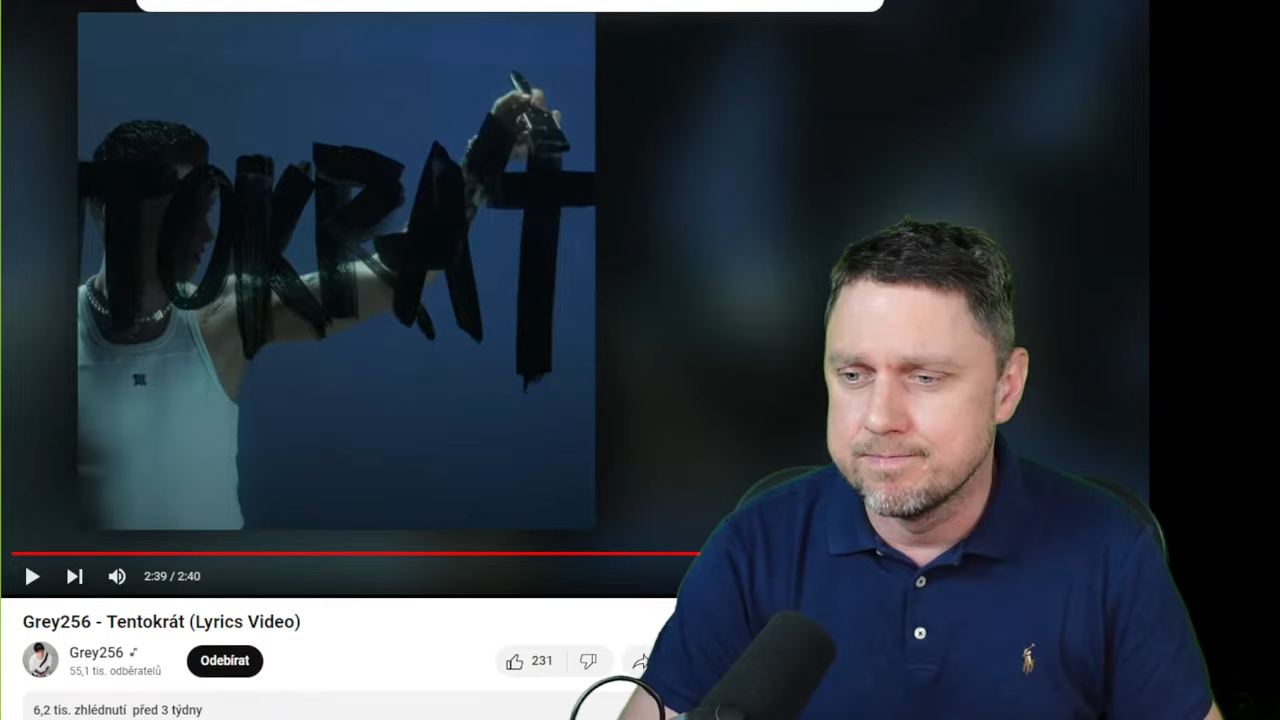 TOKRAT
2:39 / 2:40
Grey256 - Tentokrát (Lyrics Video)
Grey256
55,1 tis. odběratelů
Odebírat
231
6,2 tis. zhlédnutí před 3 týdny